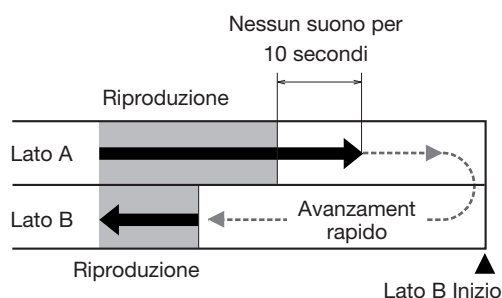 Nessun suono per
10 secondi
Riproduzione
Lato A
Lato B
Avanzament
rapido
Riproduzione
Lato B Inizio